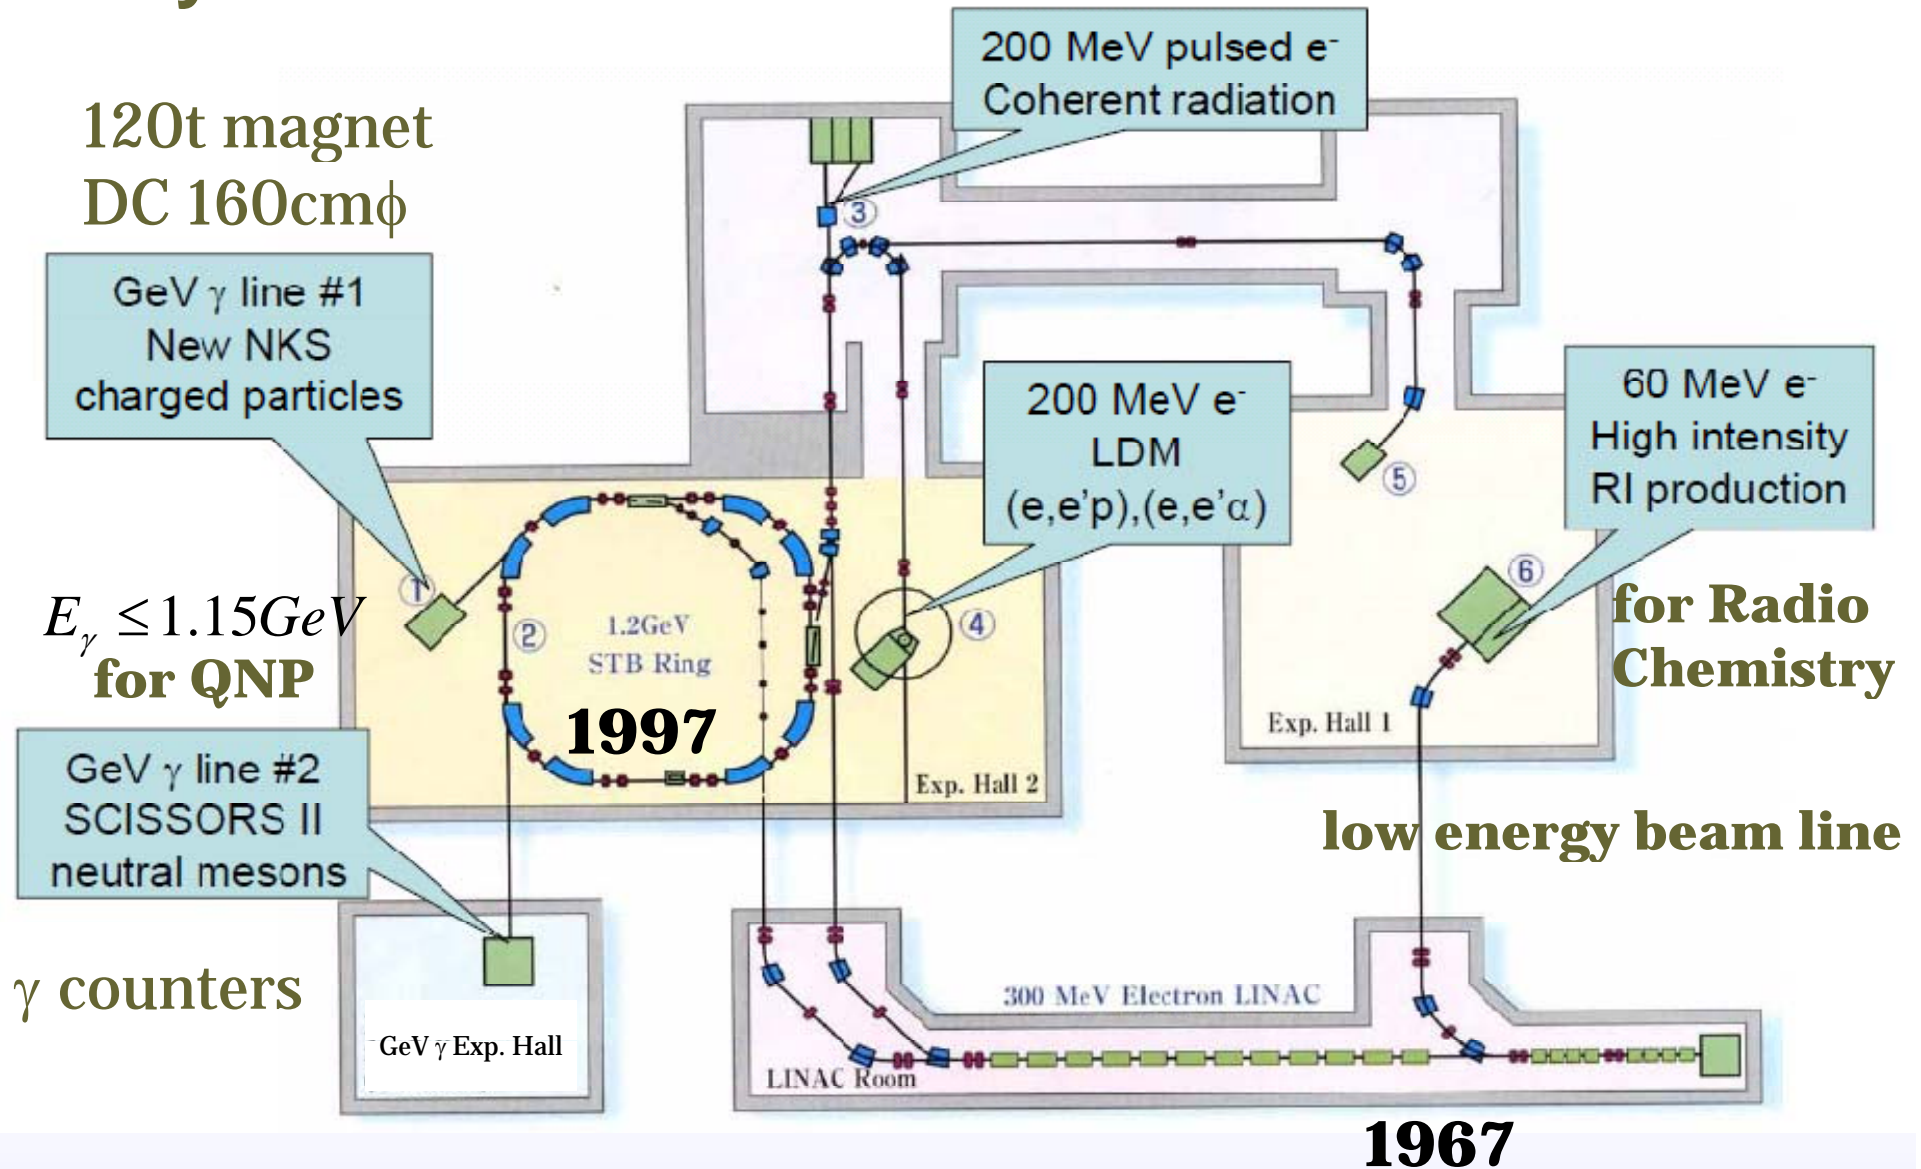 200 MeV pulsed e-
Coherent radiation
120t magnet
DC 160cmϕ
GeV γ line #1
New NKS
charged particles
③
200 MeV e-
LDM
(e,e'p),(e,e'α)
60 MeV e-
High intensity
RI production
⑤
①
Eγ ≤ 1.15GeV
for QNP
②
1.2GeV
STB Ring
1997
④
⑥
for Radio
Chemistry
Exp. Hall 1
Exp. Hall 2
GeV γ line #2
SCISSORS II
neutral mesons
low energy beam line
γ counters
GeV γ Exp. Hall
300 MeV Electron LINAC
LINAC Room
1967